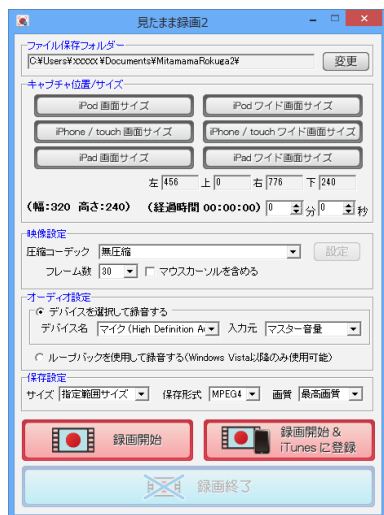 見たまま録画2
ファイル保存フォルダー
C:¥Users¥xxxxx¥Documents¥MitamamaRokuga2¥
変更
キャプチャ位置/サイズ
iPod 画面サイズ
iPod ワイド画面サイズ
iPhone / touch 画面サイズ
iPhone / touch ワイド画面サイズ
iPad 画面サイズ
iPad ワイド画面サイズ
左 456 上 0 右 776 下 240
(幅:320 高さ:240) (経過時間 00:00:00) 0 分 0 秒
映像設定
圧縮コーデック 無圧縮 設定
フレーム数 30 マウスカーソルを含める
オーディオ設定
デバイスを選択して録音する
デバイス名 マイク (High Definition A 入力元 マスター音量
ループバックを使用して録音する(Windows Vista以降のみ使用可能)
保存設定
サイズ 指定範囲サイズ 保存形式 MPEG4 画質 最高画質
録画開始
録画開始 &
iTunes に登録
録画終了